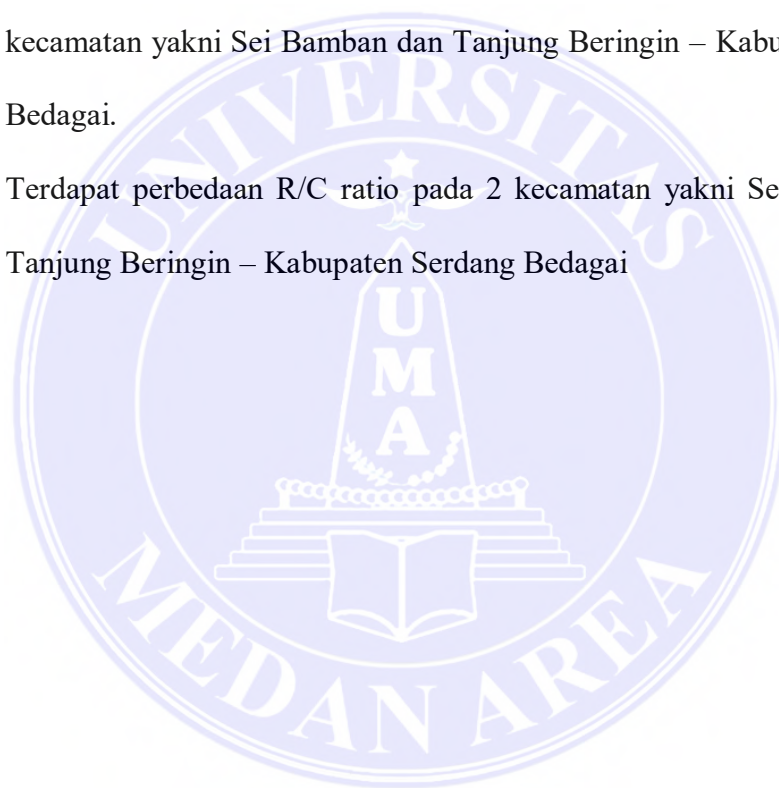 kecamatan yakni Sei Bamban dan Tanjung Beringin – Kabu
Bedagai.
Terdapat perbedaan R/C ratio pada 2 kecamatan yakni Se
Tanjung Beringin – Kabupaten Serdang Bedagai
UNIVERSITAS
U
M
A
MEDAN AREA